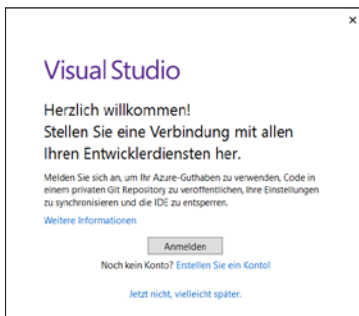 Visual Studio
Herzlich willkommen!
Stellen Sie eine Verbindung mit allen
Ihren Entwicklerdiensten her.
Melden Sie sich an, um Ihr Azure-Guthaben zu verwenden, Code in
einem privaten Git Repository zu veröffentlichen, Ihre Einstellungen
zu synchronisieren und die IDE zu entsperren.
Weitere Informationen
Anmelden
Noch kein Konto? Erstellen Sie ein Konto!
Jetzt nicht, vielleicht später.